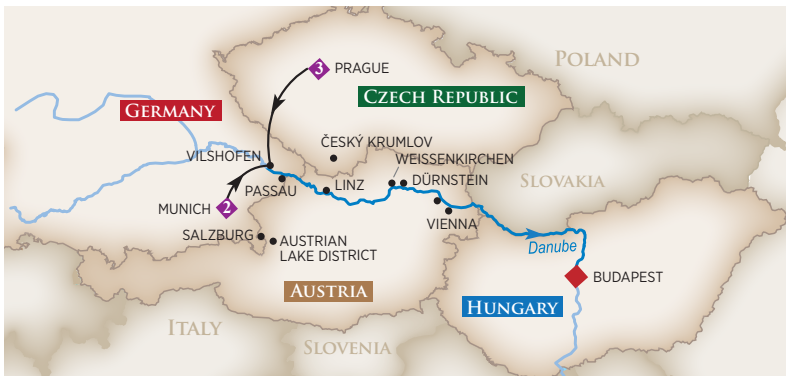 POLAND
3
PRAGUE
CZECH REPUBLIC
GERMANY
ČESKÝ KRUMLOV
VILSHOFEN
WEISSENKIRCHEN
PASSAU
LINZ
DÜRNSTEIN
SLOVAKIA
MUNICH
2
VIENNA
SALZBURG
AUSTRIAN
LAKE DISTRICT
Danube
BUDAPEST
AUSTRIA
HUNGARY
ITALY
SLOVENIA